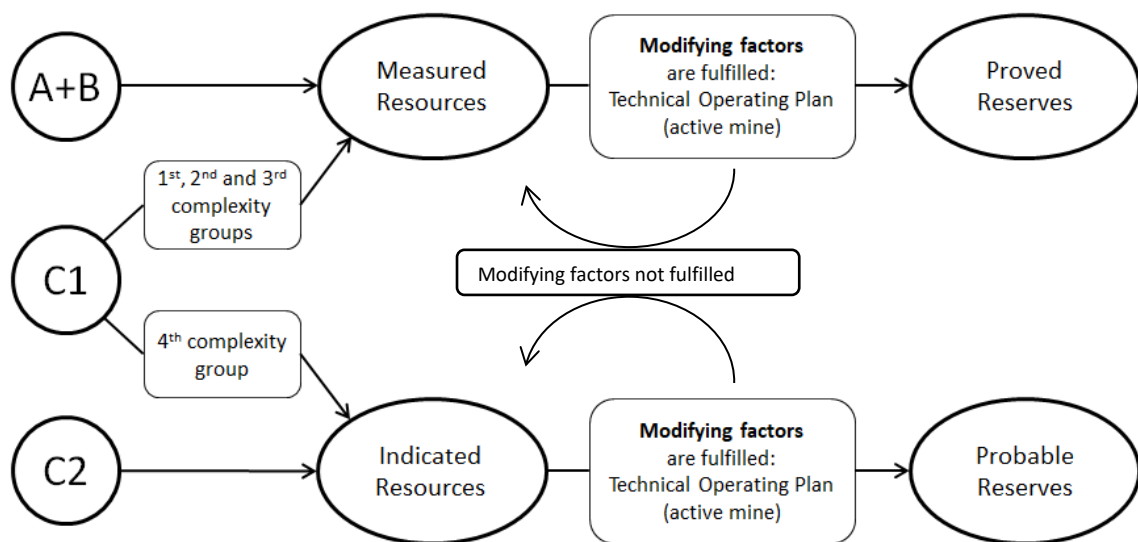 A+B
Measured
Resources
Modifying factors
are fulfilled:
Technical Operating Plan
(active mine)
Proved
Reserves
1st, 2nd and 3rd
complexity
groups
C1
Modifying factors not fulfilled
4th complexity
group
C2
Indicated
Resources
Modifying factors
are fulfilled:
Technical Operating Plan
(active mine)
Probable
Reserves